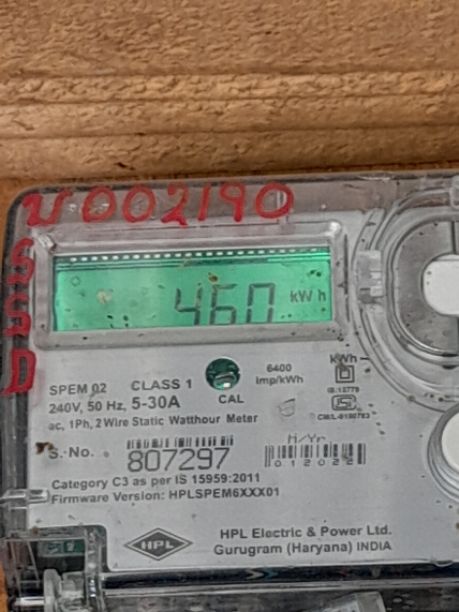 U002190
S
S
D
460 kWh
SPEM 02 CLASS 1
240V, 50 Hz, 5-30A
CAL
6400
Imp/kWh
kWh
IS 13779
ac, 1Ph, 2 Wire Static Watthour Meter
S.No. 807297
M/Yr
012022
Category C3 as per IS 15959:2011
Firmware Version: HPLSPEM6XXX01
HPL
HPL Electric & Power Ltd.
Gurugram (Haryana) INDIA